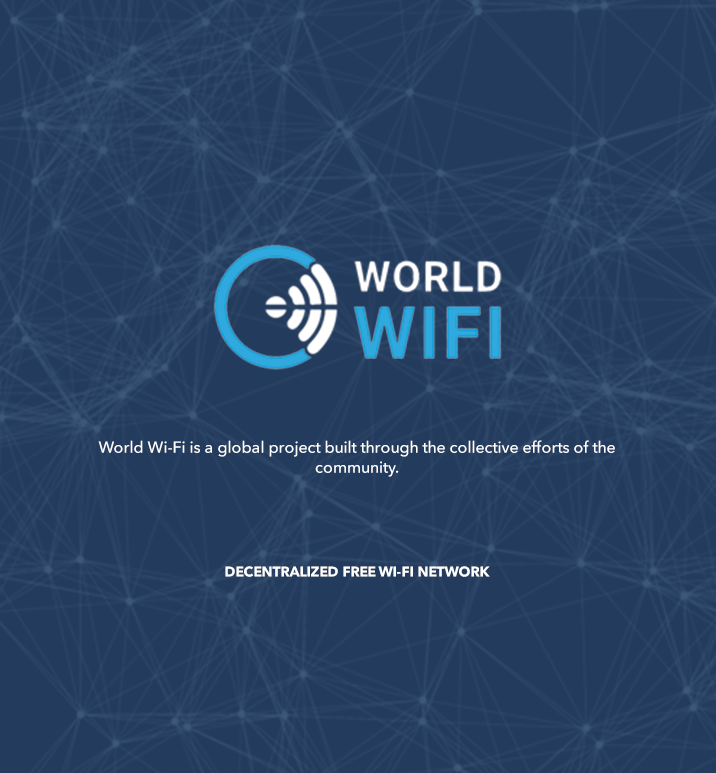 WORLD
WIFI
World Wi-Fi is a global project built through the collective efforts of the
community.
DECENTRALIZED FREE WI-FI NETWORK